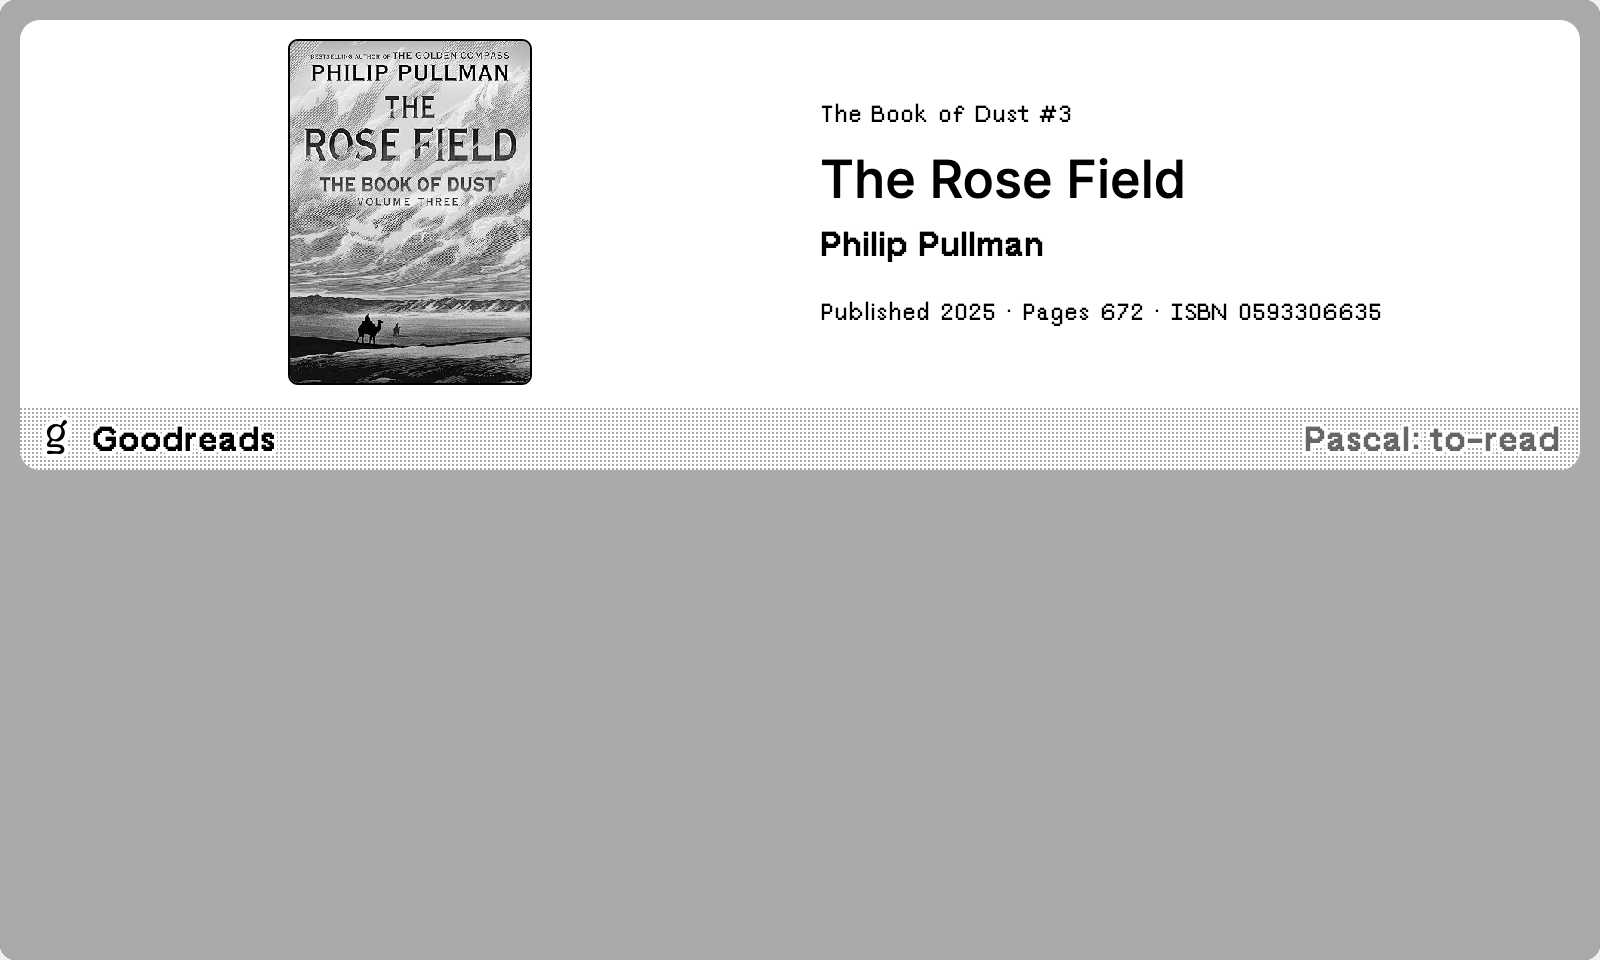 BESTSELLING AUTHOR OF THE GOLDEN COMPASS
PHILIP PULLMAN
THE
ROSE FIELD
THE BOOK OF DUST
VOLUME THREE
The Book of Dust #3
The Rose Field
Philip Pullman
Published 2025 · Pages 672 · ISBN 0593306635
g Goodreads
Pascal: to-read